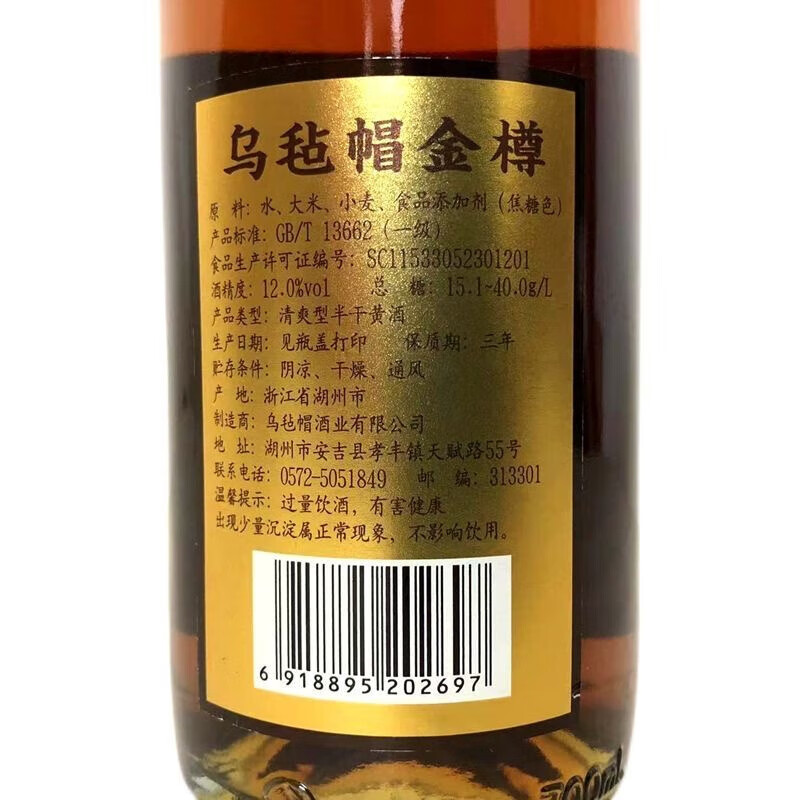 乌毡帽金樽
原 料：水、大米、小麦、食品添加剂（焦糖色）
产品标准：GB/T 13662（一级）
食品生产许可证编号：SC11533052301201
酒精度：12.0%vol 总 糖：15.1~40.0g/L
产品类型：清爽型半干黄酒
生产日期：见瓶盖打印 保质期：三年
贮存条件：阴凉、干燥、通风
产 地：浙江省湖州市
制造商：乌毡帽酒业有限公司
地 址：湖州市安吉县孝丰镇天赋路55号
联系电话：0572-5051849 邮 编：313301
温馨提示：过量饮酒，有害健康
出现少量沉淀属正常现象，不影响饮用。
6 918895 202697
500mL